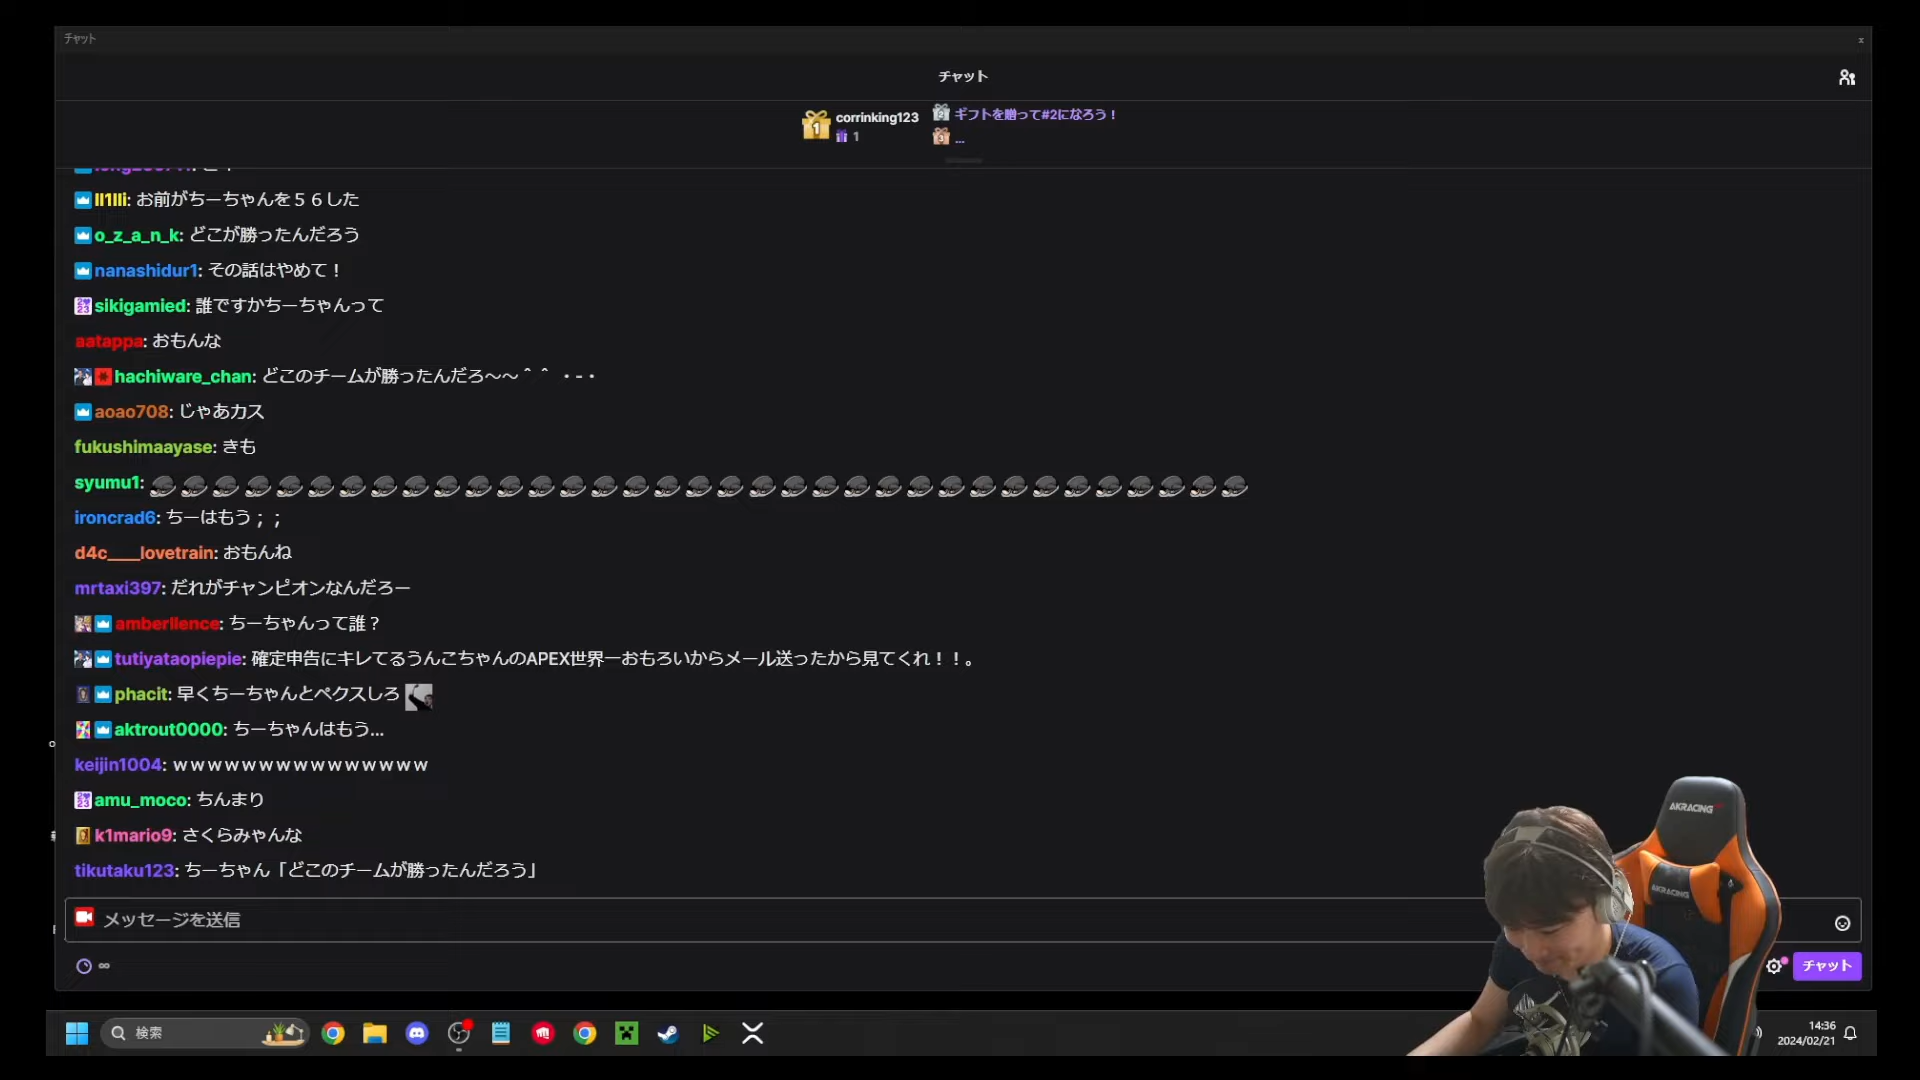 チャット
チャット
corrinking123
1
1
ギフトを贈って#2になろう！
...
ll1lli: お前がちーちゃんを５６した
o_z_a_n_k: どこが勝ったんだろう
nanashidur1: その話はやめて！
sikigamied: 誰ですかちーちゃんって
aatappa: おもんな
hachiware_chan: どこのチームが勝ったんだろ～～＾＾ ・-・
aoao708: じゃあカス
fukushimaayase: きも
syumu1:
ironcrad6: ちーはもう；；
d4c____lovetrain: おもんね
mrtaxi397: だれがチャンピオンなんだろー
amberllence: ちーちゃんって誰？
tutiyataopiepie: 確定申告にキレてるうんこちゃんのAPEX世界一おもろいからメール送ったから見てくれ！！。
phacit: 早くちーちゃんとペクスしろ
aktrout0000: ちーちゃんはもう...
keijin1004: ｗｗｗｗｗｗｗｗｗｗｗｗｗｗｗ
amu_moco: ちんまり
k1mario9: さくらみゃんな
tikutaku123: ちーちゃん「どこのチームが勝ったんだろう」
メッセージを送信
∞
チャット
AKRACING
AKRACING
検索
14:36
2024/02/21